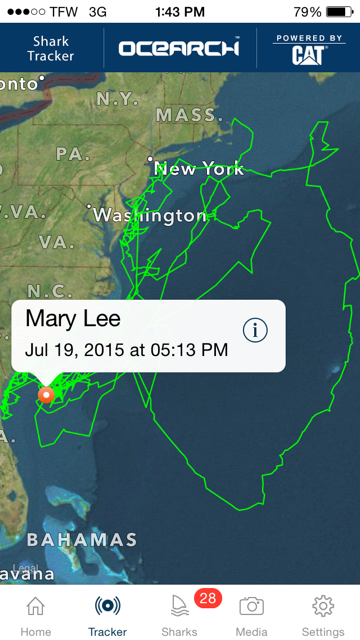 TFW 3G 1:43 PM 79%
Shark
Tracker
OCEARCH™
POWERED BY
CAT
onto
N.Y.
MASS.
PA.
New York
W.VA.
Washington
VA.
N.C.
Mary Lee
Jul 19, 2015 at 05:13 PM
A.
BAHAMAS
Legal
avana
28
Home Tracker Sharks Media Settings